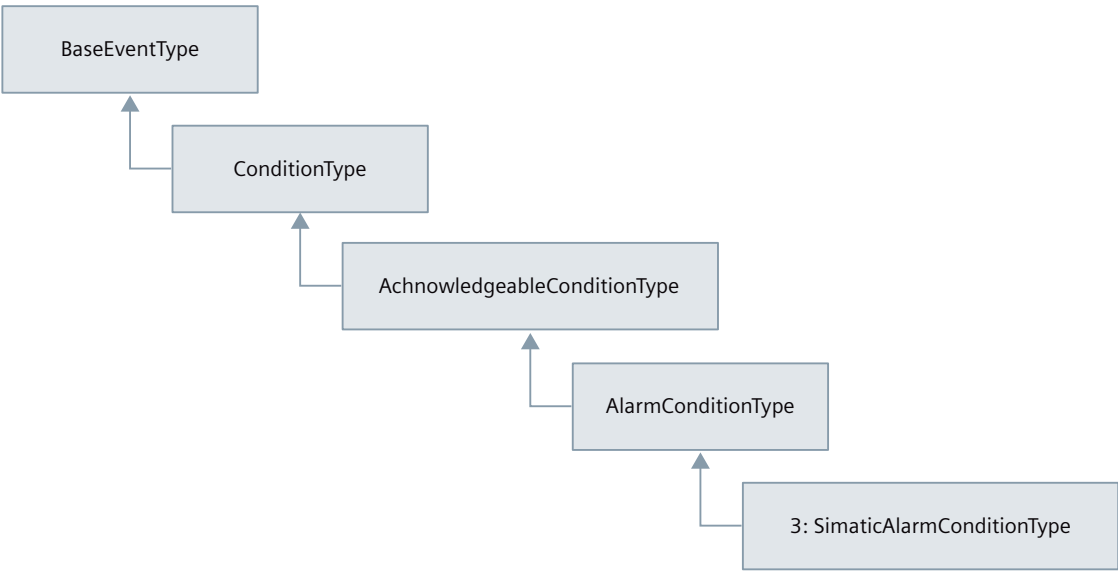 BaseEventType
ConditionType
AchnowledgeableConditionType
AlarmConditionType
3: SimaticAlarmConditionType